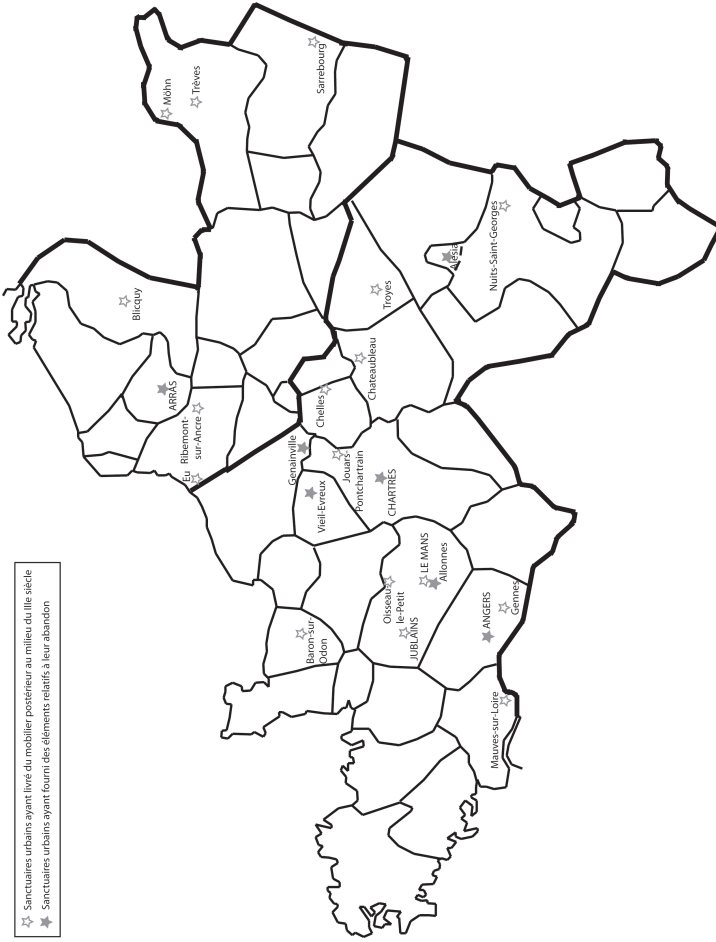 Sanctuaires urbains ayant livré du mobilier postérieur au milieu du IIIe siècle
Sanctuaires urbains ayant fourni des éléments relatifs à leur abandon
Möhn
Trèves
Sarrebourg
Blicquy
ARRAS
Ribemont-
sur-Ancre
Eu
Nuits-Saint-Georges
Alésia
Troyes
Chateaubleau
Chelles
Genainville
Jouars-
Pontchartrain
Vieil-Evreux
CHARTRES
LE MANS
Allonnes
Oisseau-
le-Petit
JUBLAINS
Baron-sur-
Odon
ANGERS
Gennes
Mauves-sur-Loire